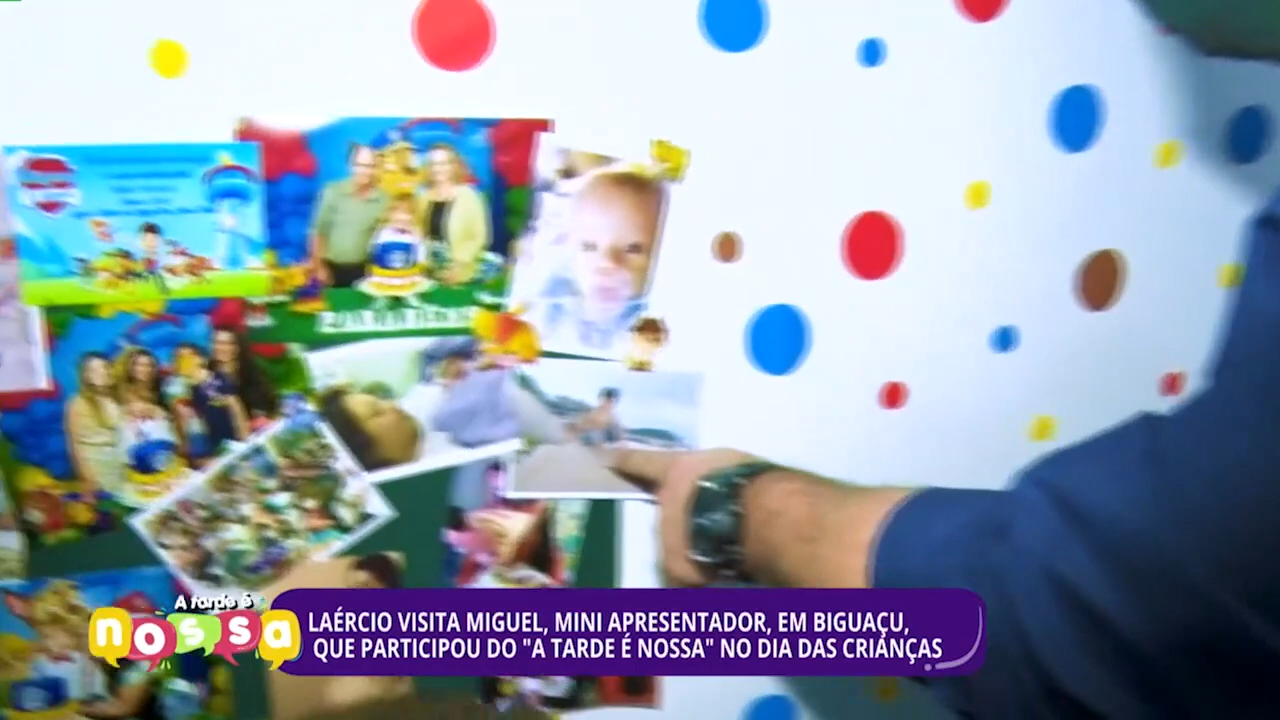 A tarde é
nossa
LAÉRCIO VISITA MIGUEL, MINI APRESENTADOR, EM BIGUAÇU,
QUE PARTICIPOU DO "A TARDE É NOSSA" NO DIA DAS CRIANÇAS